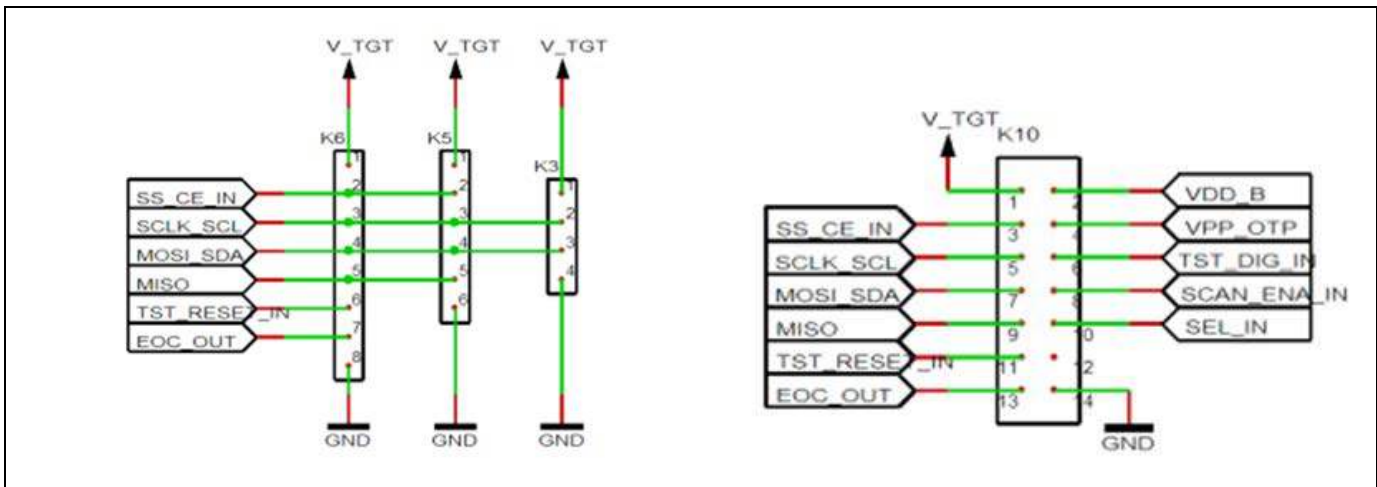 V_TGT V_TGT V_TGT
K6 K5 K3
1 1 1
2 2 2
3 3 3
4 4 4
5 5
6 6
7
8
SS_CE_IN
SCLK_SCL
MOSI_SDA
MISO
TST_RESET_IN
EOC_OUT
GND GND GND
V_TGT K10
1 2 VDD_B
SS_CE_IN 3 4 VPP_OTP
SCLK_SCL 5 6 TST_DIG_IN
MOSI_SDA 7 8 SCAN_ENA_IN
MISO 9 10 SEL_IN
TST_RESET_IN 11 12
EOC_OUT 13 14
GND